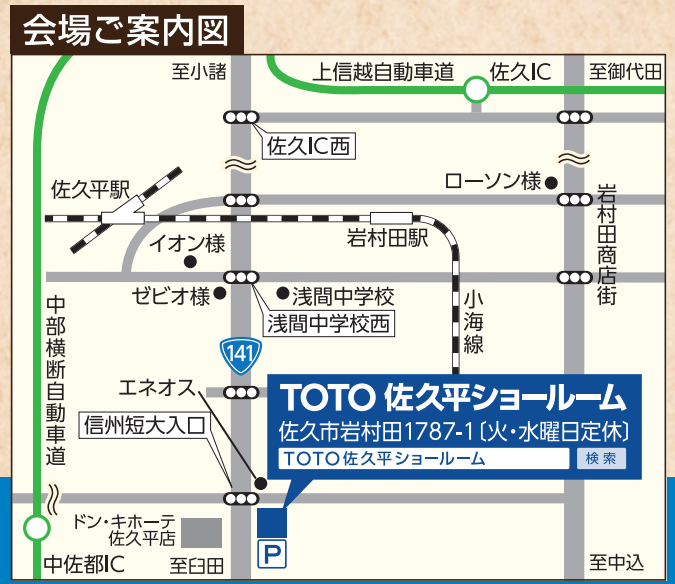 会場ご案内図
至小諸
上信越自動車道
佐久IC
至御代田
佐久IC西
ローソン様
佐久平駅
岩村田駅
岩村田商店街
イオン様
ゼビオ様
浅間中学校
浅間中学校西
小海線
中部横断自動車道
141
エネオス
信州短大入口
TOTO 佐久平ショールーム
佐久市岩村田1787-1〔火・水曜日定休〕
TOTO佐久平ショールーム
検索
ドン・キホーテ
佐久平店
P
中佐都IC
至臼田
至中込